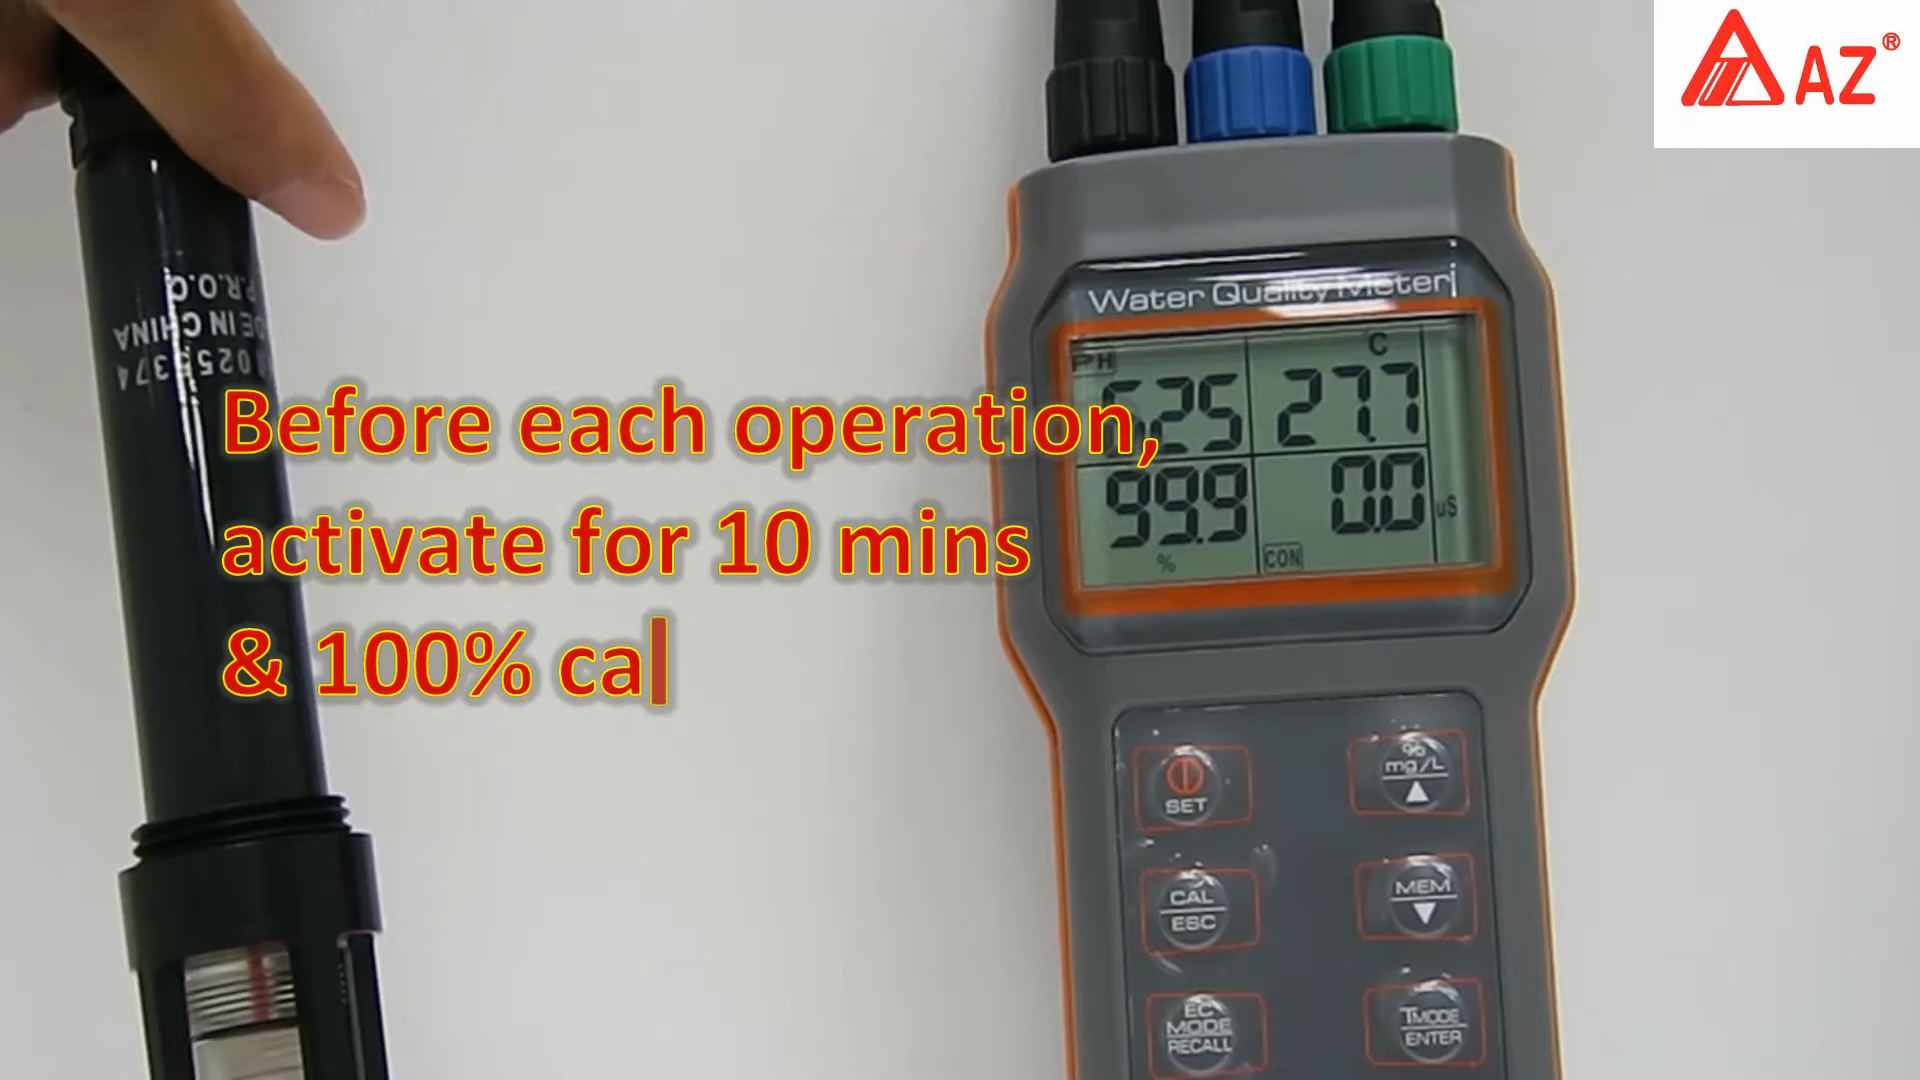 AZ®
Water Quality Meter
PH
C
6.25
27.7
99.9
0.0
uS
%
CON
P.R.O.C
DE IN CHINA
Before each operation,
activate for 10 mins
& 100% cal
SET
%
mg/L
CAL
ESC
MEM
EC
MODE
RECALL
TMODE
ENTER